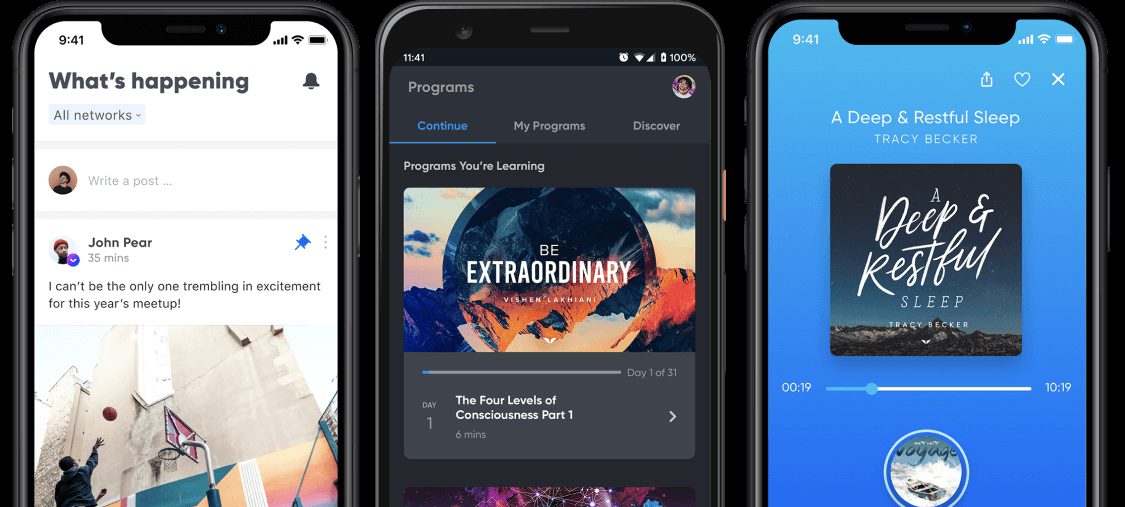 9:41
What's happening
All networks
Write a post ...
John Pear
35 mins
I can't be the only one trembling in excitement
for this year's meetup!
11:41
100%
Programs
Continue
My Programs
Discover
Programs You're Learning
BE
EXTRAORDINARY
VISHEN LAKHIANI
Day 1 of 31
DAY
1
The Four Levels of
Consciousness Part 1
6 mins
9:41
A Deep & Restful Sleep
TRACY BECKER
A
Deep &
Restful
SLEEP
TRACY BECKER
00:19
10:19
Voyage